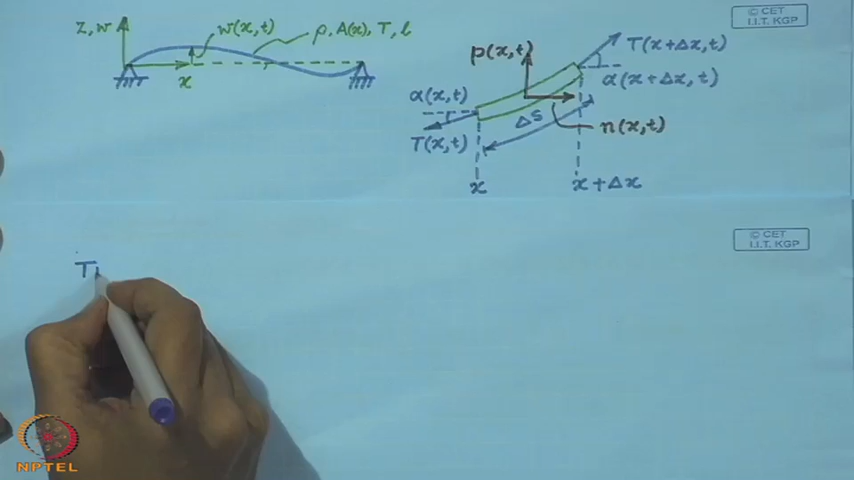 z, w
w(x,t)
ρ, A(x), T, l
x
© CET
I.I.T. KGP
p(x,t)
T(x+Δx,t)
α(x+Δx,t)
α(x,t)
T(x,t)
Δs
n(x,t)
x
x+Δx
© CET
I.I.T. KGP
T
NPTEL